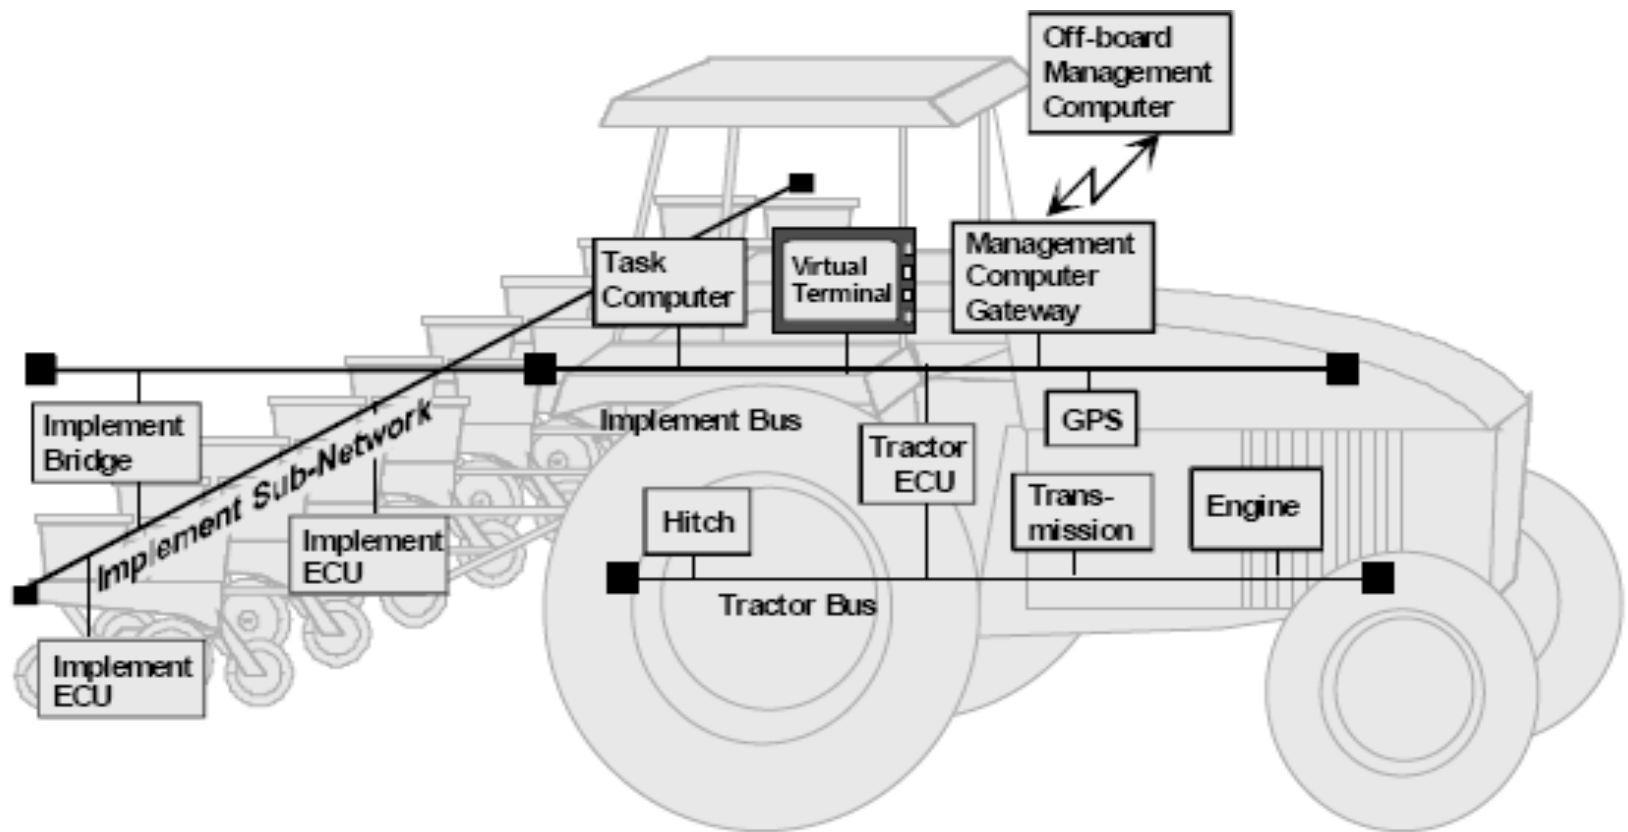 Off-board
Management
Computer
Task
Computer
Virtual
Terminal
Management
Computer
Gateway
Implement
Bridge
Implement Sub-Network
Implement Bus
Tractor
ECU
GPS
Hitch
Trans-
mission
Engine
Implement
ECU
Tractor Bus
Implement
ECU